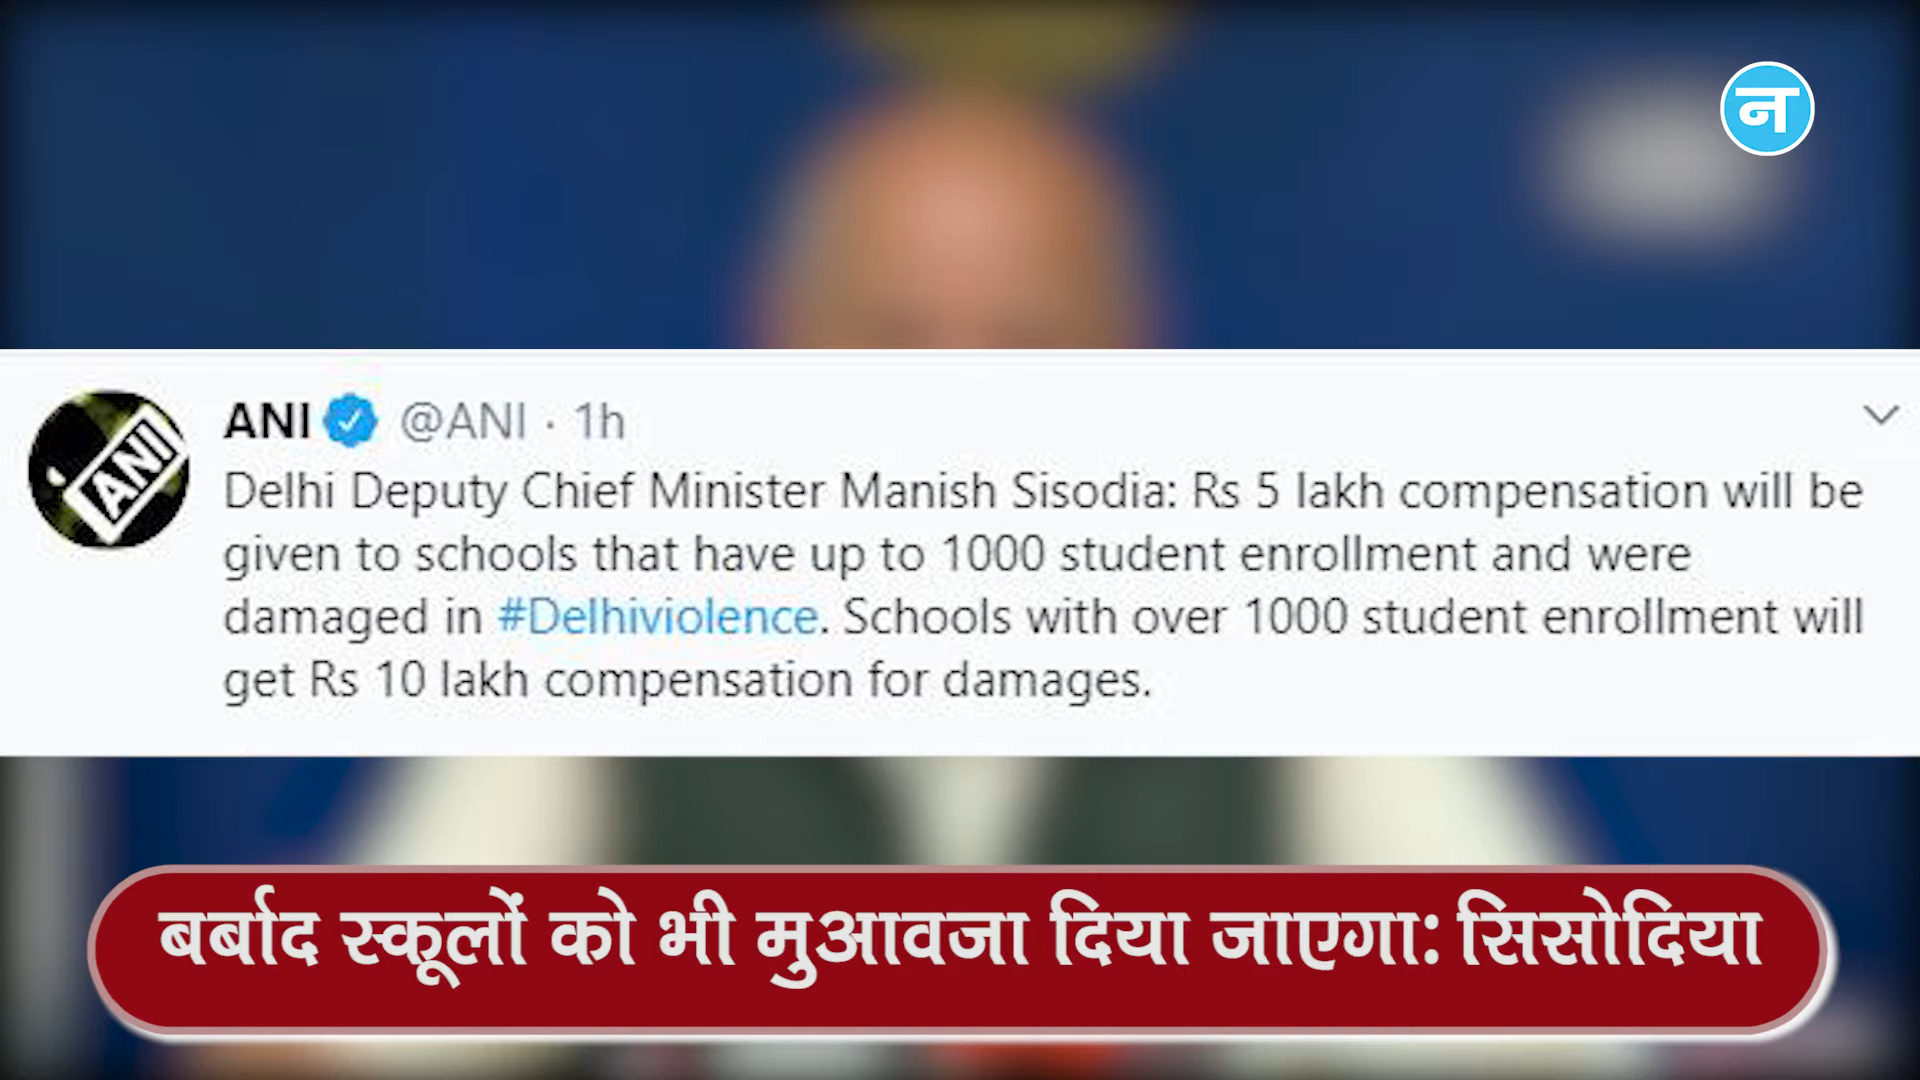 न
ANI @ANI · 1h
ANI
Delhi Deputy Chief Minister Manish Sisodia: Rs 5 lakh compensation will be
given to schools that have up to 1000 student enrollment and were
damaged in #Delhiviolence. Schools with over 1000 student enrollment will
get Rs 10 lakh compensation for damages.
बर्बाद स्कूलों को भी मुआवजा दिया जाएगा: सिसोदिया